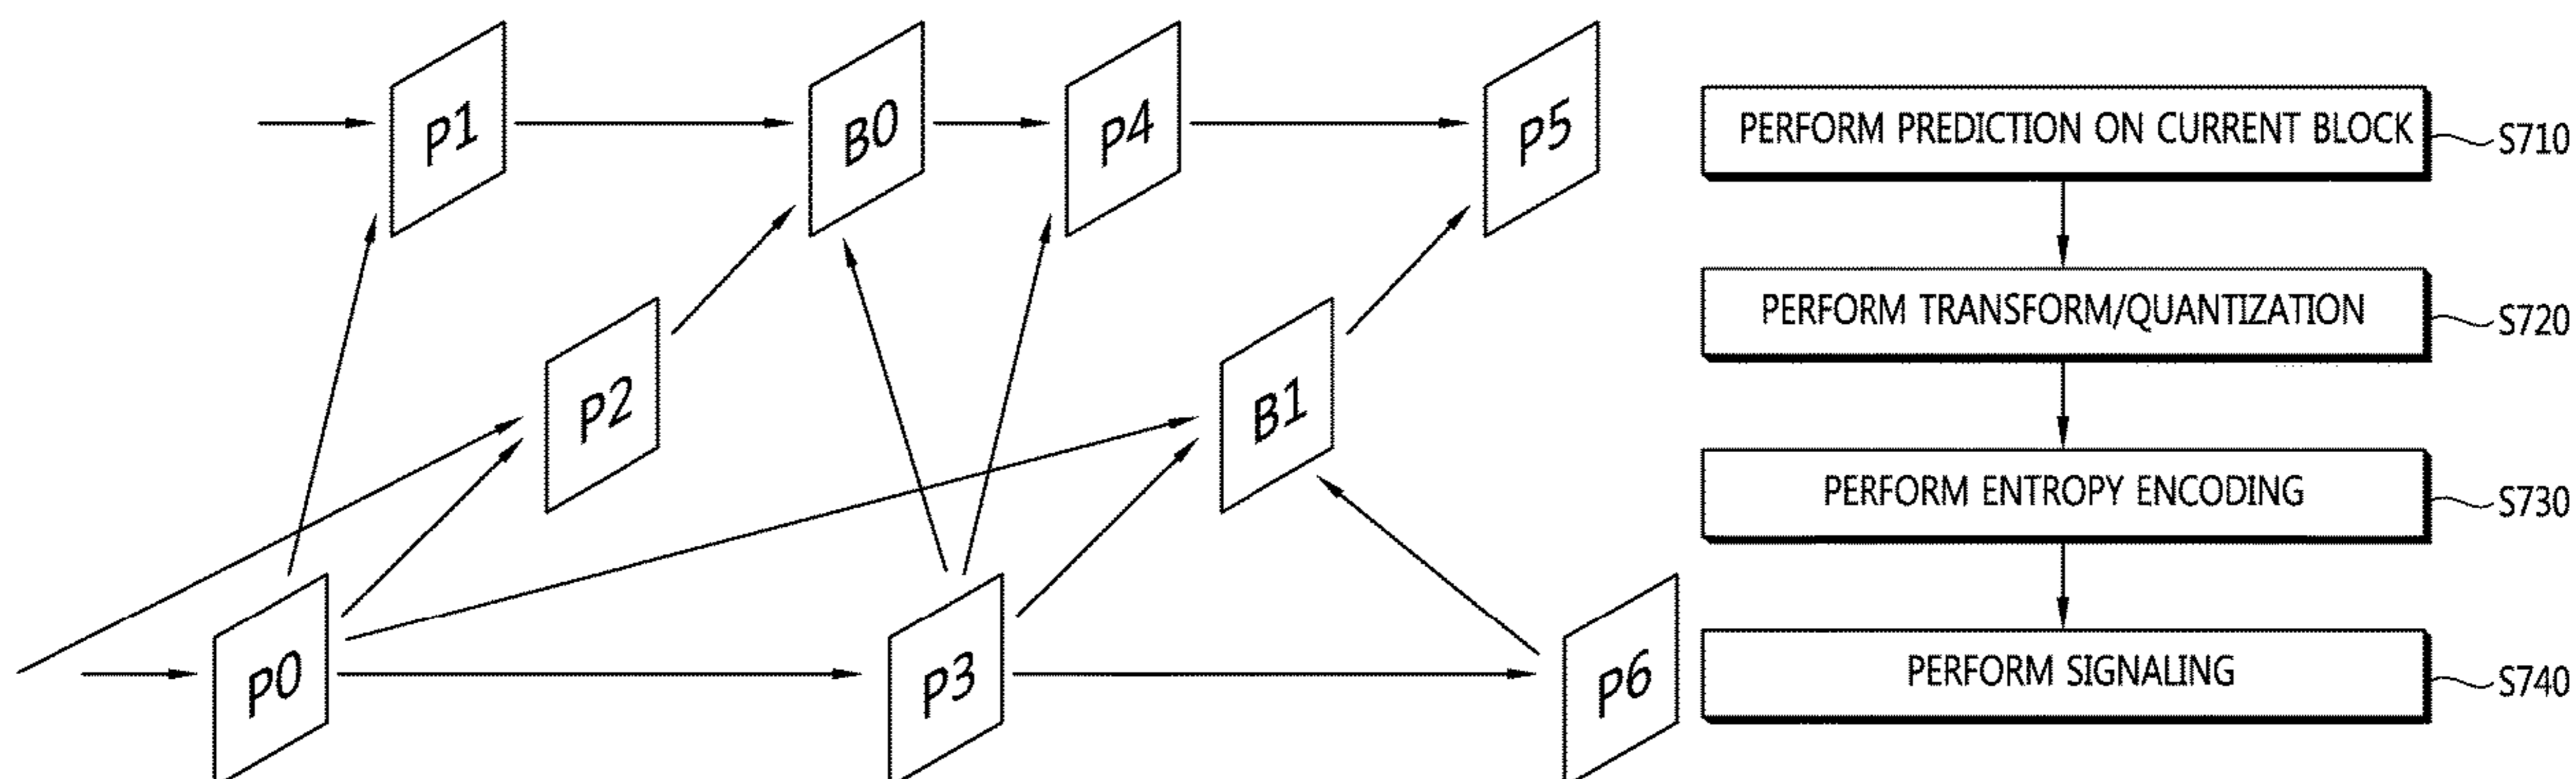 P1
B0
P4
P5
P2
B1
P0
P3
P6
PERFORM PREDICTION ON CURRENT BLOCK
S710
PERFORM TRANSFORM/QUANTIZATION
S720
PERFORM ENTROPY ENCODING
S730
PERFORM SIGNALING
S740